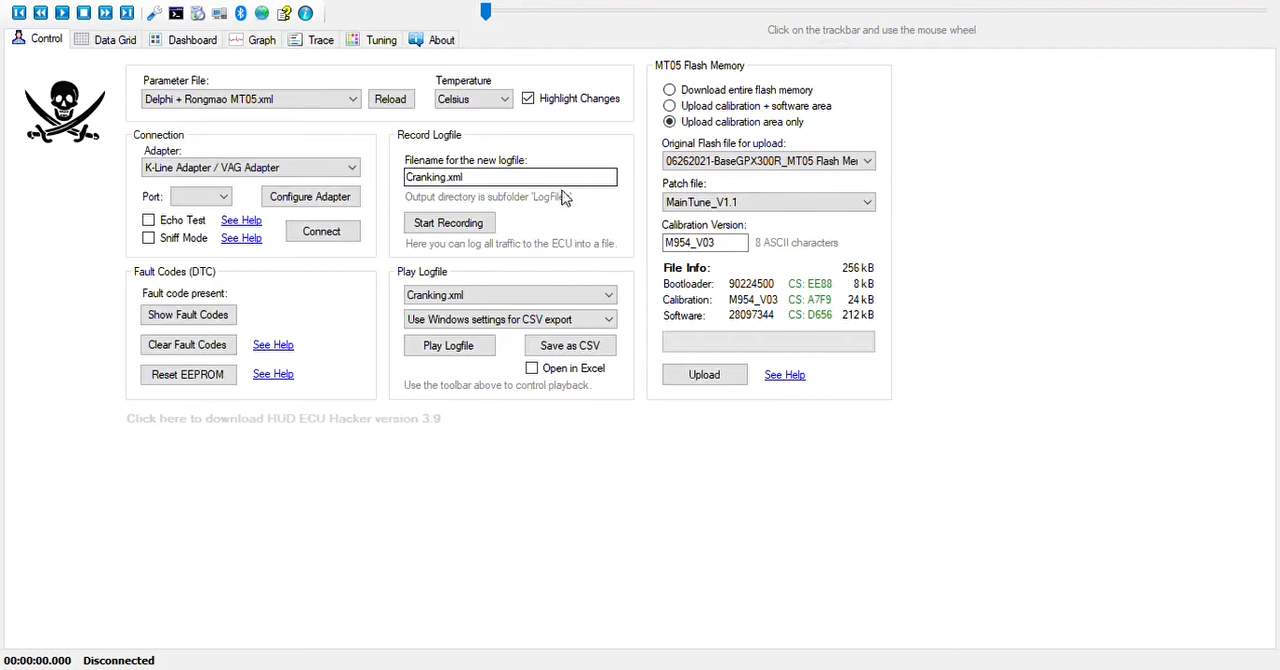 Click on the trackbar and use the mouse wheel
Control
Data Grid
Dashboard
Graph
Trace
Tuning
About
Parameter File:
Delphi + Rongmao MT05.xml
Reload
Temperature
Celsius
Highlight Changes
Connection
Adapter:
K-Line Adapter / VAG Adapter
Port:
Configure Adapter
Echo Test
See Help
Sniff Mode
See Help
Connect
Record Logfile
Filename for the new logfile:
Cranking.xml
Output directory is subfolder
Start Recording
Here you can log all traffic to the ECU into a file.
Fault Codes (DTC)
Fault code present:
Show Fault Codes
Clear Fault Codes
See Help
Reset EEPROM
See Help
Play Logfile
Cranking.xml
Use Windows settings for CSV export
Play Logfile
Save as CSV
Open in Excel
Use the toolbar above to control playback.
MT05 Flash Memory
Download entire flash memory
Upload calibration + software area
Upload calibration area only
Original Flash file for upload:
06262021-BaseGPX300R_MT05 Flash
Patch file:
MainTune_V1.1
Calibration Version:
M954_V03
8 ASCII characters
File Info: 256 kB
Bootloader: 90224500 CS: EE88 8 kB
Calibration: M954_V03 CS: A7F9 24 kB
Software: 28097344 CS: D656 212 kB
Upload
See Help
Click here to download HUD ECU Hacker version 3.9
00:00:00.000 Disconnected